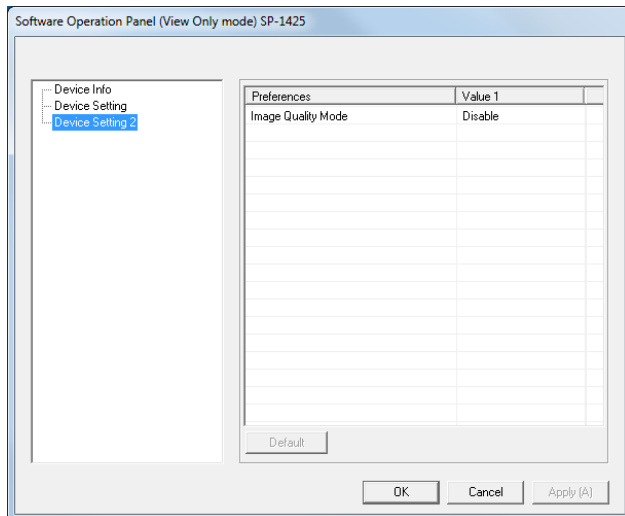 Software Operation Panel (View Only mode) SP-1425
Device Info
Device Setting
Device Setting 2
Preferences Value 1
Image Quality Mode Disable
Default
OK Cancel Apply (A)